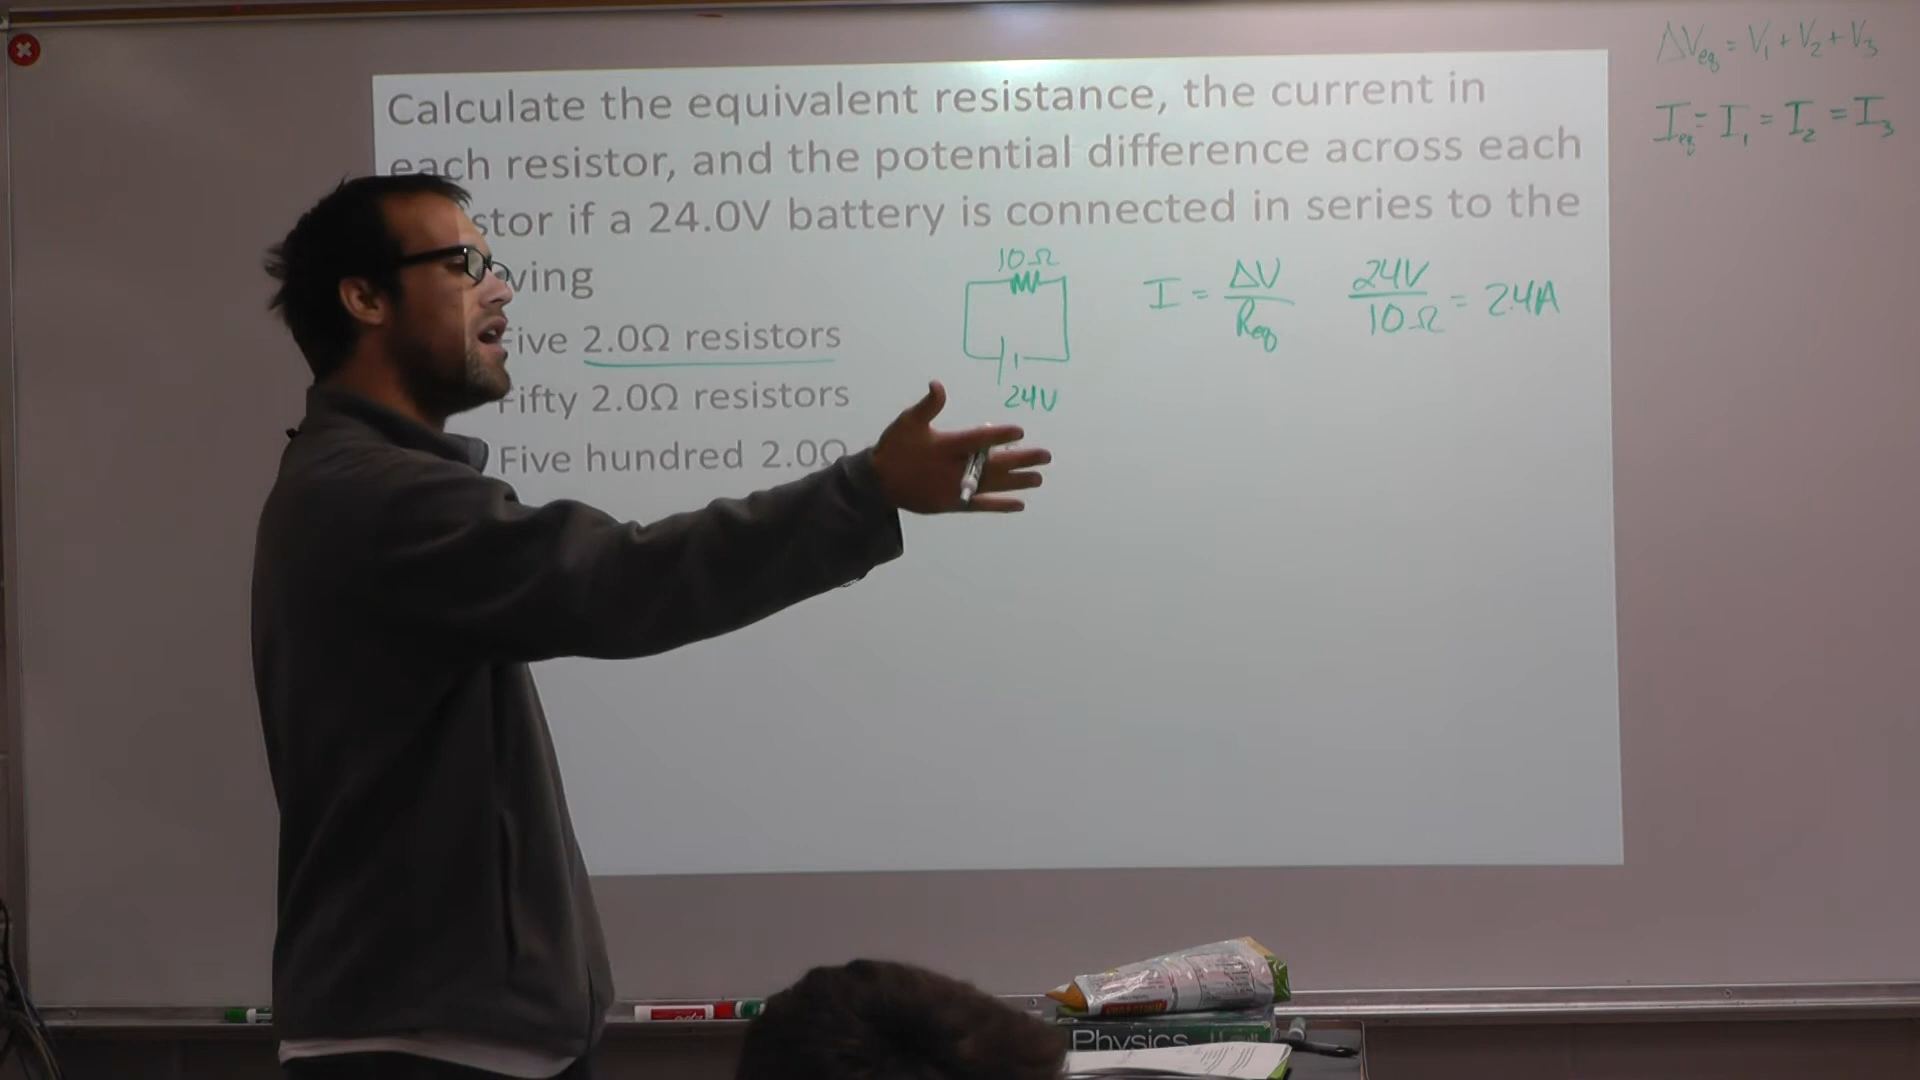 Calculate the equivalent resistance, the current in
each resistor, and the potential difference across each
stor if a 24.0V battery is connected in series to the
ving
Five 2.0Ω resistors
Fifty 2.0Ω resistors
Five hundred 2.0Ω
10Ω
24V
I = ΔV / Req 24V / 10Ω = 2.4A
ΔVeq = V1 + V2 + V3
Ieq = I1 = I2 = I3
Physics